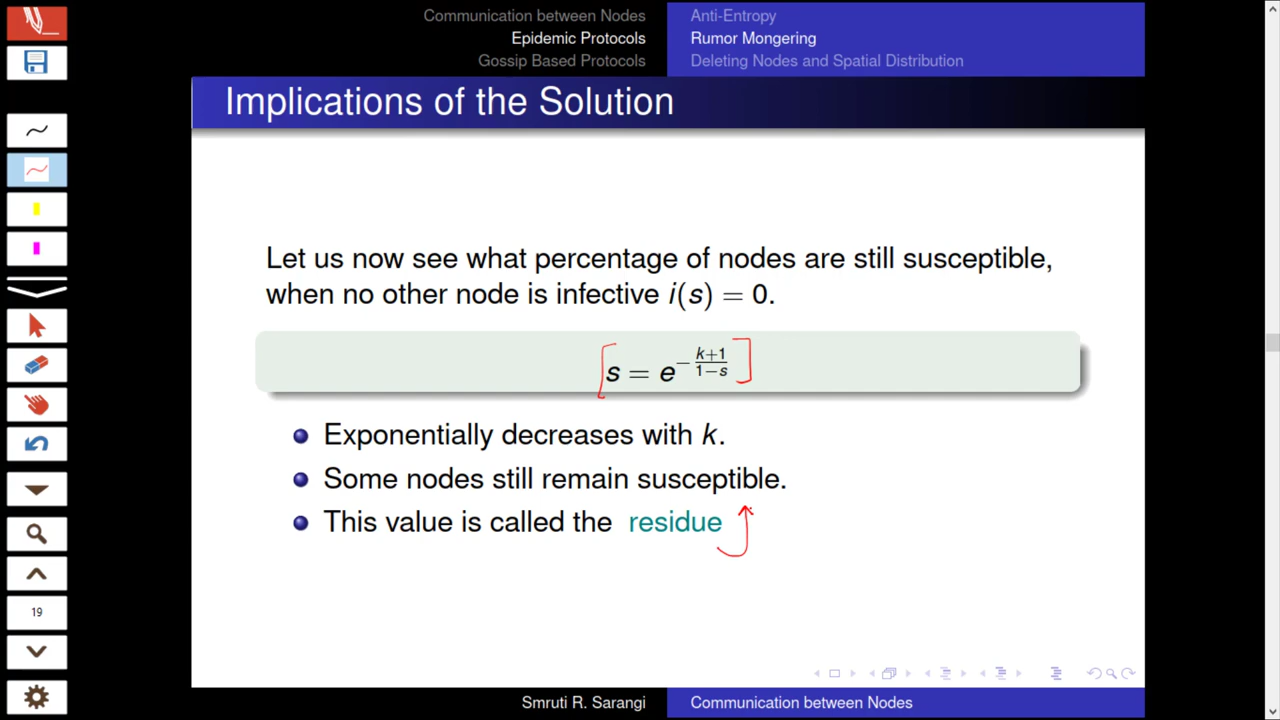 Communication between Nodes Anti-Entropy
Epidemic Protocols Rumor Mongering
Gossip Based Protocols Deleting Nodes and Spatial Distribution
Implications of the Solution
Let us now see what percentage of nodes are still susceptible,
when no other node is infective i(s) = 0.
s = e^{-\frac{k+1}{1-s}}
Exponentially decreases with k.
Some nodes still remain susceptible.
This value is called the residue
19
Smruti R. Sarangi Communication between Nodes